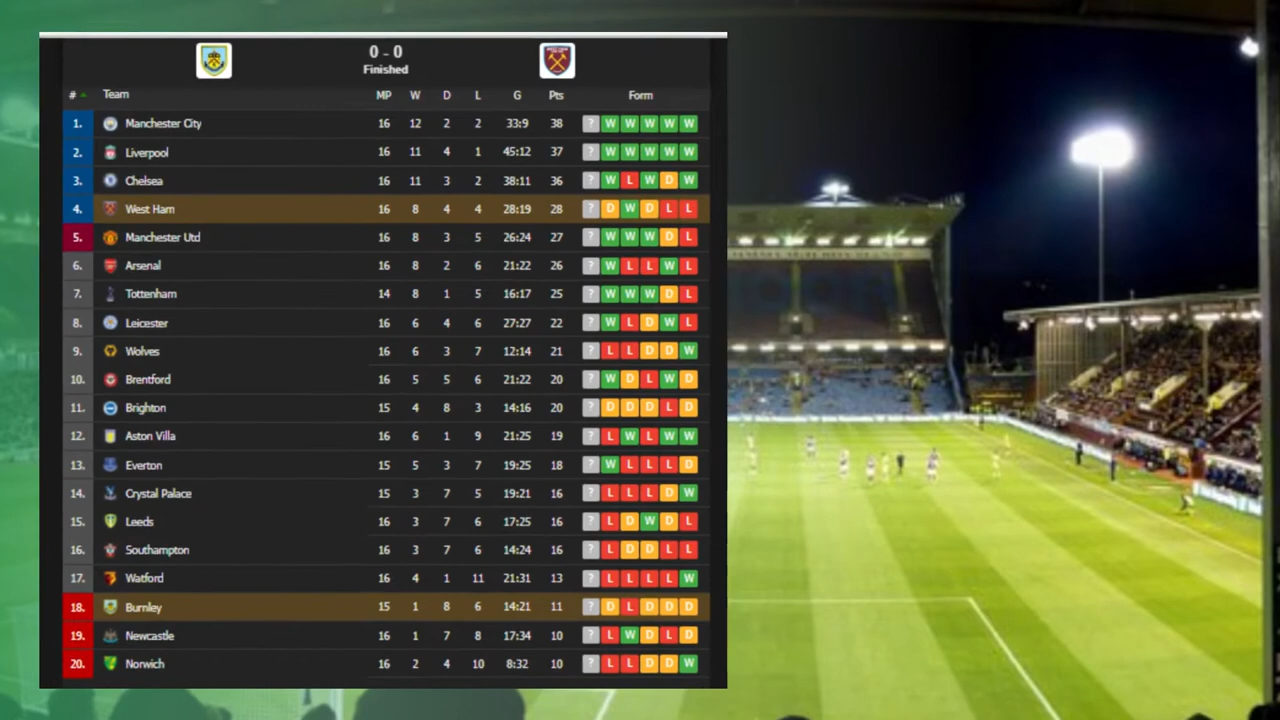 0 - 0
Finished
# Team MP W D L G Pts Form
1. Manchester City 16 12 2 2 33:9 38 ? W W W W W
2. Liverpool 16 11 4 1 45:12 37 ? W W W W W
3. Chelsea 16 11 3 2 38:11 36 ? W L W D W
4. West Ham 16 8 4 4 28:19 28 ? D W D L L
5. Manchester Utd 16 8 3 5 26:24 27 ? W W W D L
6. Arsenal 16 8 2 6 21:22 26 ? W L L W L
7. Tottenham 14 8 1 5 16:17 25 ? W W W D L
8. Leicester 16 6 4 6 27:27 22 ? W L D W L
9. Wolves 16 6 3 7 12:14 21 ? L L D D W
10. Brentford 16 5 5 6 21:22 20 ? W D L W D
11. Brighton 15 4 8 3 14:16 20 ? D D D L D
12. Aston Villa 16 6 1 9 21:25 19 ? L W L W W
13. Everton 15 5 3 7 19:25 18 ? W L L L D
14. Crystal Palace 15 3 7 5 19:21 16 ? L L L D W
15. Leeds 16 3 7 6 17:25 16 ? L D W D L
16. Southampton 16 3 7 6 14:24 16 ? L D D L L
17. Watford 16 4 1 11 21:31 13 ? L L L L W
18. Burnley 15 1 8 6 14:21 11 ? D L D D D
19. Newcastle 16 1 7 8 17:34 10 ? L W D L D
20. Norwich 16 2 4 10 8:32 10 ? L L D D W